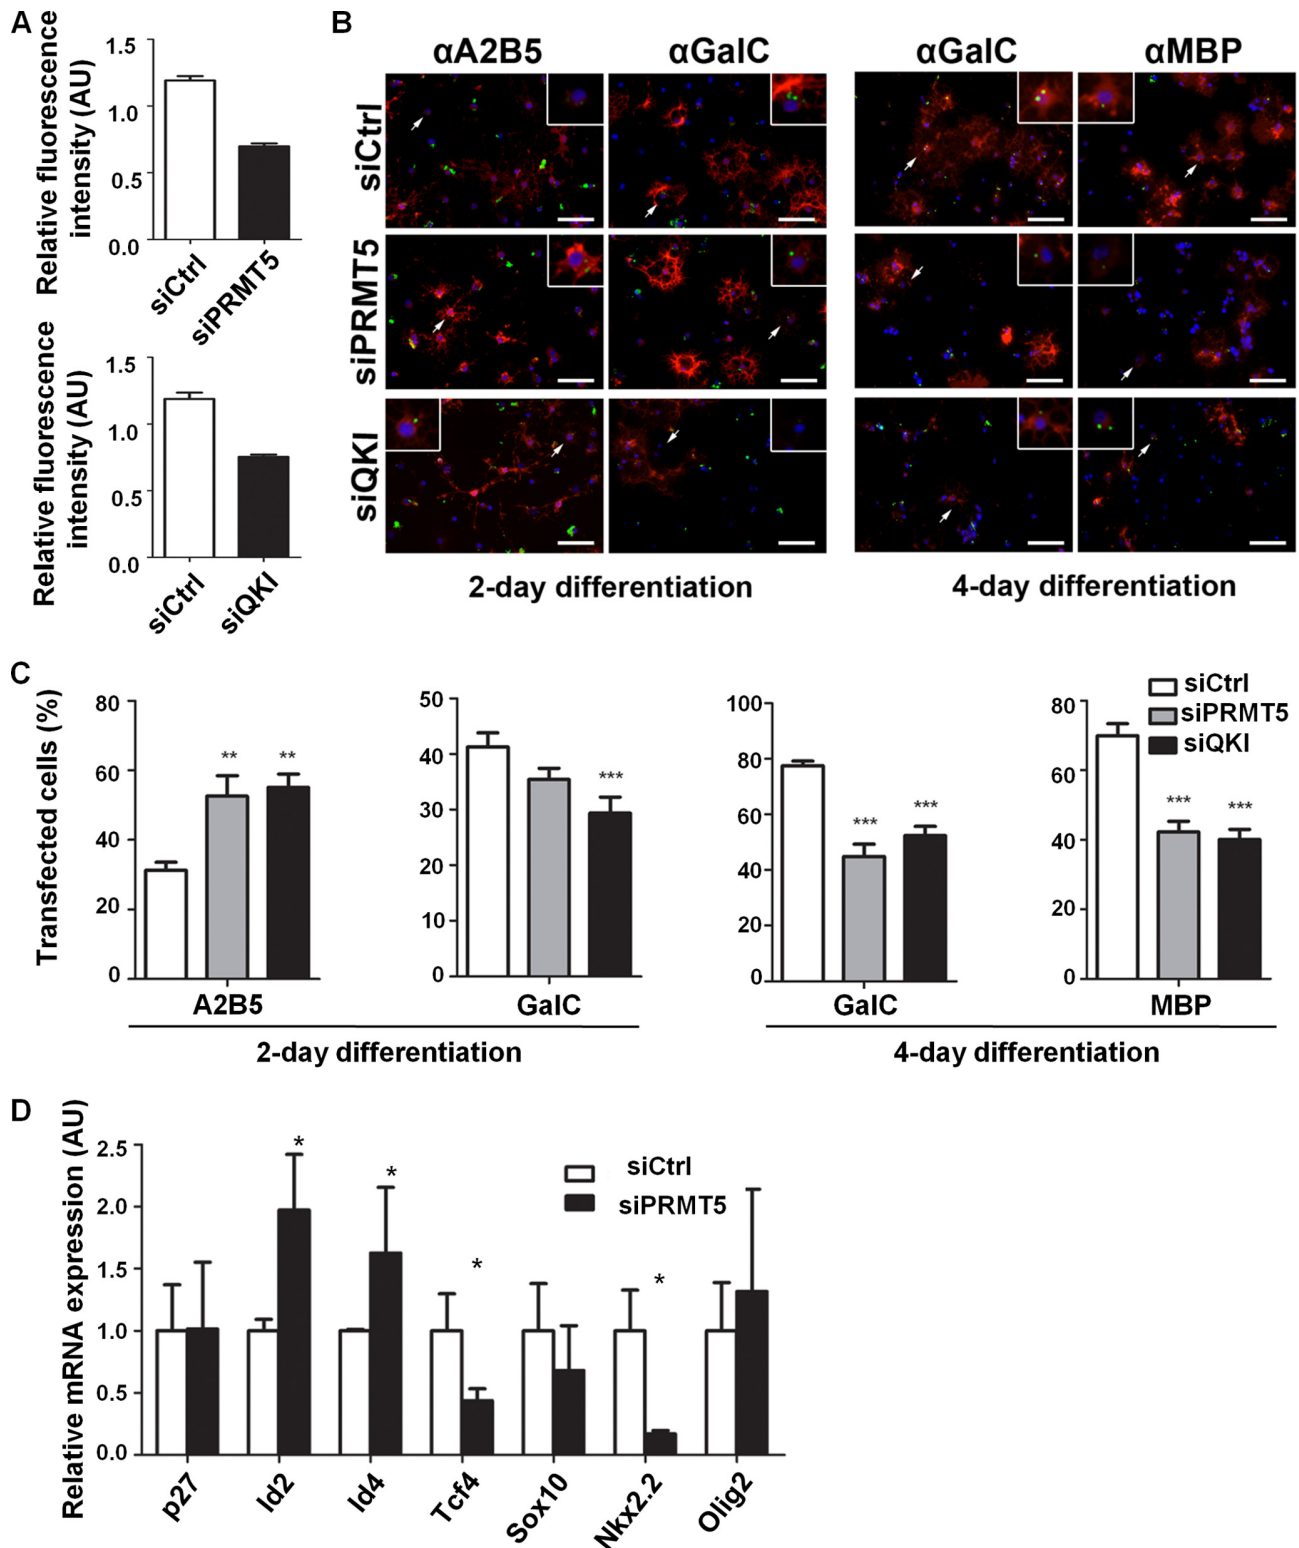 A
Relative fluorescence
intensity (AU)
1.5
1.0
0.5
0.0
siCtrl
siPRMT5
Relative fluorescence
intensity (AU)
1.5
1.0
0.5
0.0
siCtrl
siQKI
B
αA2B5
αGalC
αGalC
αMBP
siCtrl
siPRMT5
siQKI
2-day differentiation
4-day differentiation
C
Transfected cells (%)
80
60
40
20
0
**
**
A2B5
50
40
30
20
10
0
***
GalC
2-day differentiation
100
80
60
40
20
0
***
***
GalC
80
60
40
20
0
***
***
MBP
siCtrl
siPRMT5
siQKI
4-day differentiation
D
Relative mRNA expression (AU)
2.5
2.0
1.5
1.0
0.5
0.0
*
*
*
*
siCtrl
siPRMT5
p27
Id2
Id4
Tcf4
Sox10
Nkx2.2
Olig2